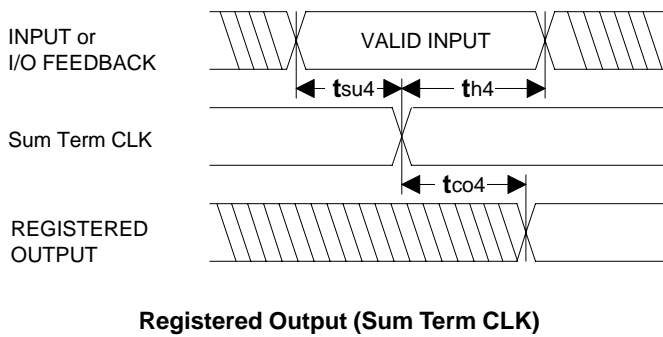 INPUT or
I/O FEEDBACK
VALID INPUT
tsu4
th4
Sum Term CLK
tco4
REGISTERED
OUTPUT
Registered Output (Sum Term CLK)